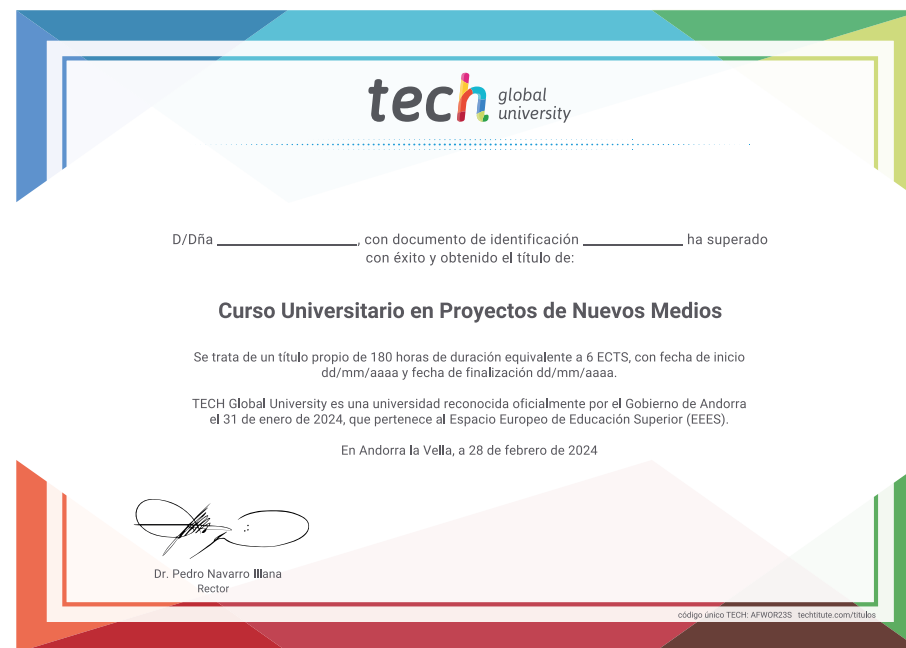 tech global university
D/Dña ____________________, con documento de identificación ______________ ha superado
con éxito y obtenido el título de:
Curso Universitario en Proyectos de Nuevos Medios
Se trata de un título propio de 180 horas de duración equivalente a 6 ECTS, con fecha de inicio
dd/mm/aaaa y fecha de finalización dd/mm/aaaa.
TECH Global University es una universidad reconocida oficialmente por el Gobierno de Andorra
el 31 de enero de 2024, que pertenece al Espacio Europeo de Educación Superior (EEES).
En Andorra la Vella, a 28 de febrero de 2024
Dr. Pedro Navarro Illana
Rector
código único TECH: AFWOR23S techtitute.com/titulos